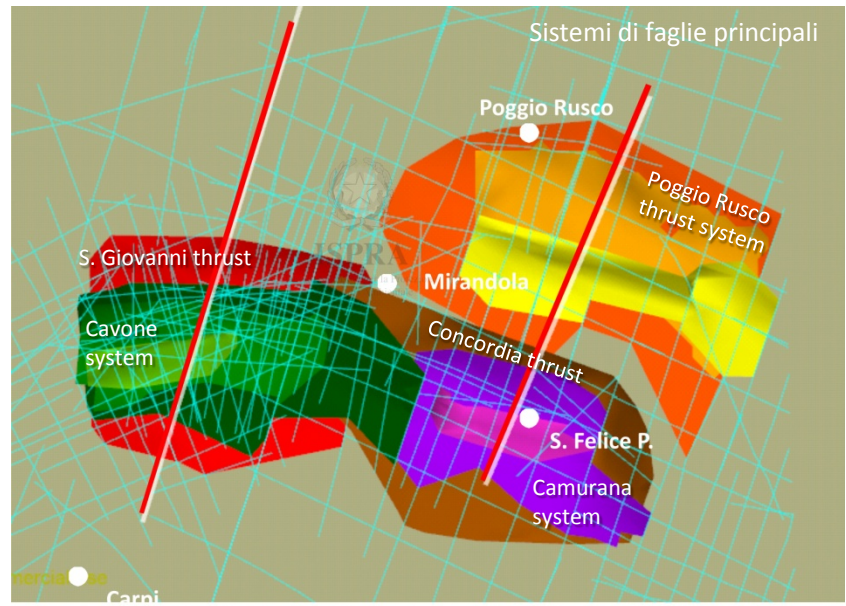 Sistemi di faglie principali
Poggio Rusco
Poggio Rusco
thrust system
ISPRA
S. Giovanni thrust
Mirandola
Cavone
system
Concordia thrust
S. Felice P.
Camurana
system
Carpi